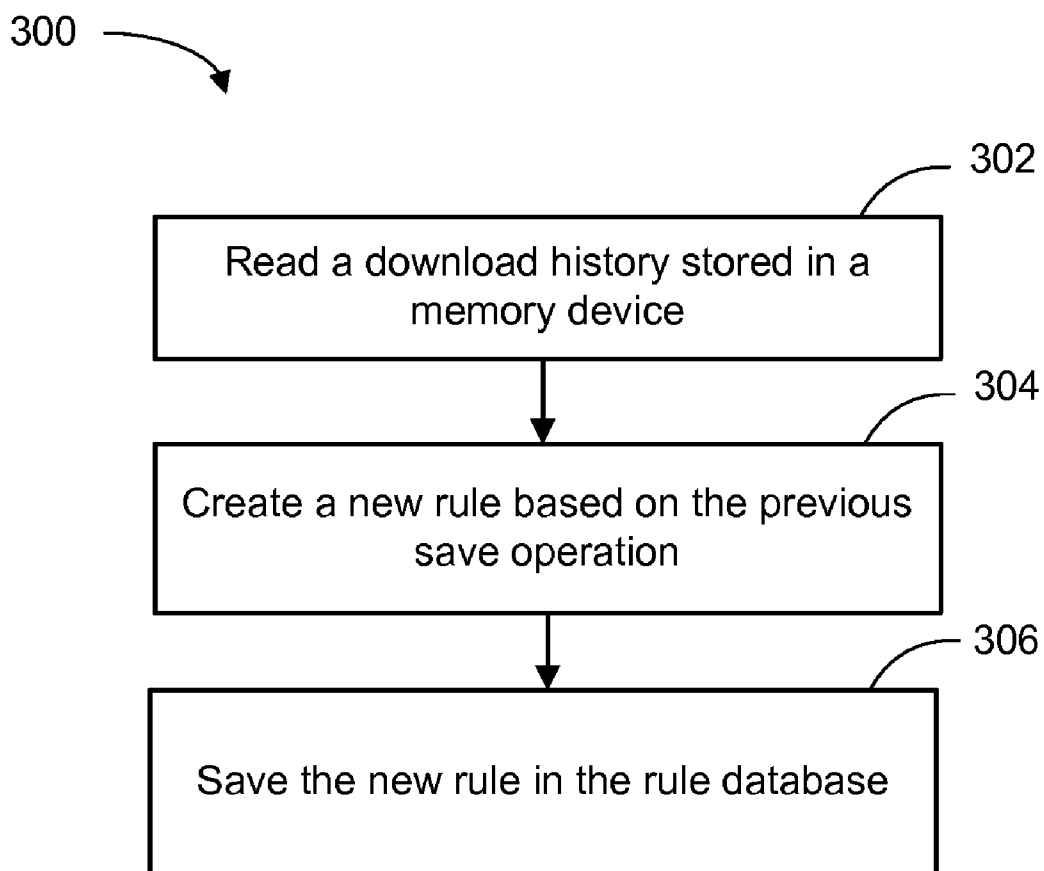 300
302
Read a download history stored in a
memory device
304
Create a new rule based on the previous
save operation
306
Save the new rule in the rule database